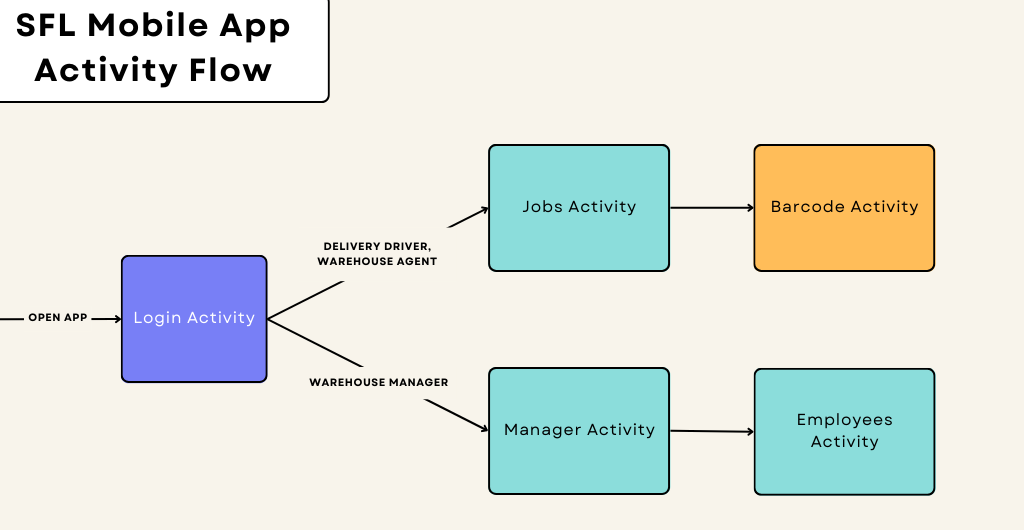 SFL Mobile App
Activity Flow
OPEN APP
Login Activity
DELIVERY DRIVER,
WAREHOUSE AGENT
WAREHOUSE MANAGER
Jobs Activity
Barcode Activity
Manager Activity
Employees
Activity